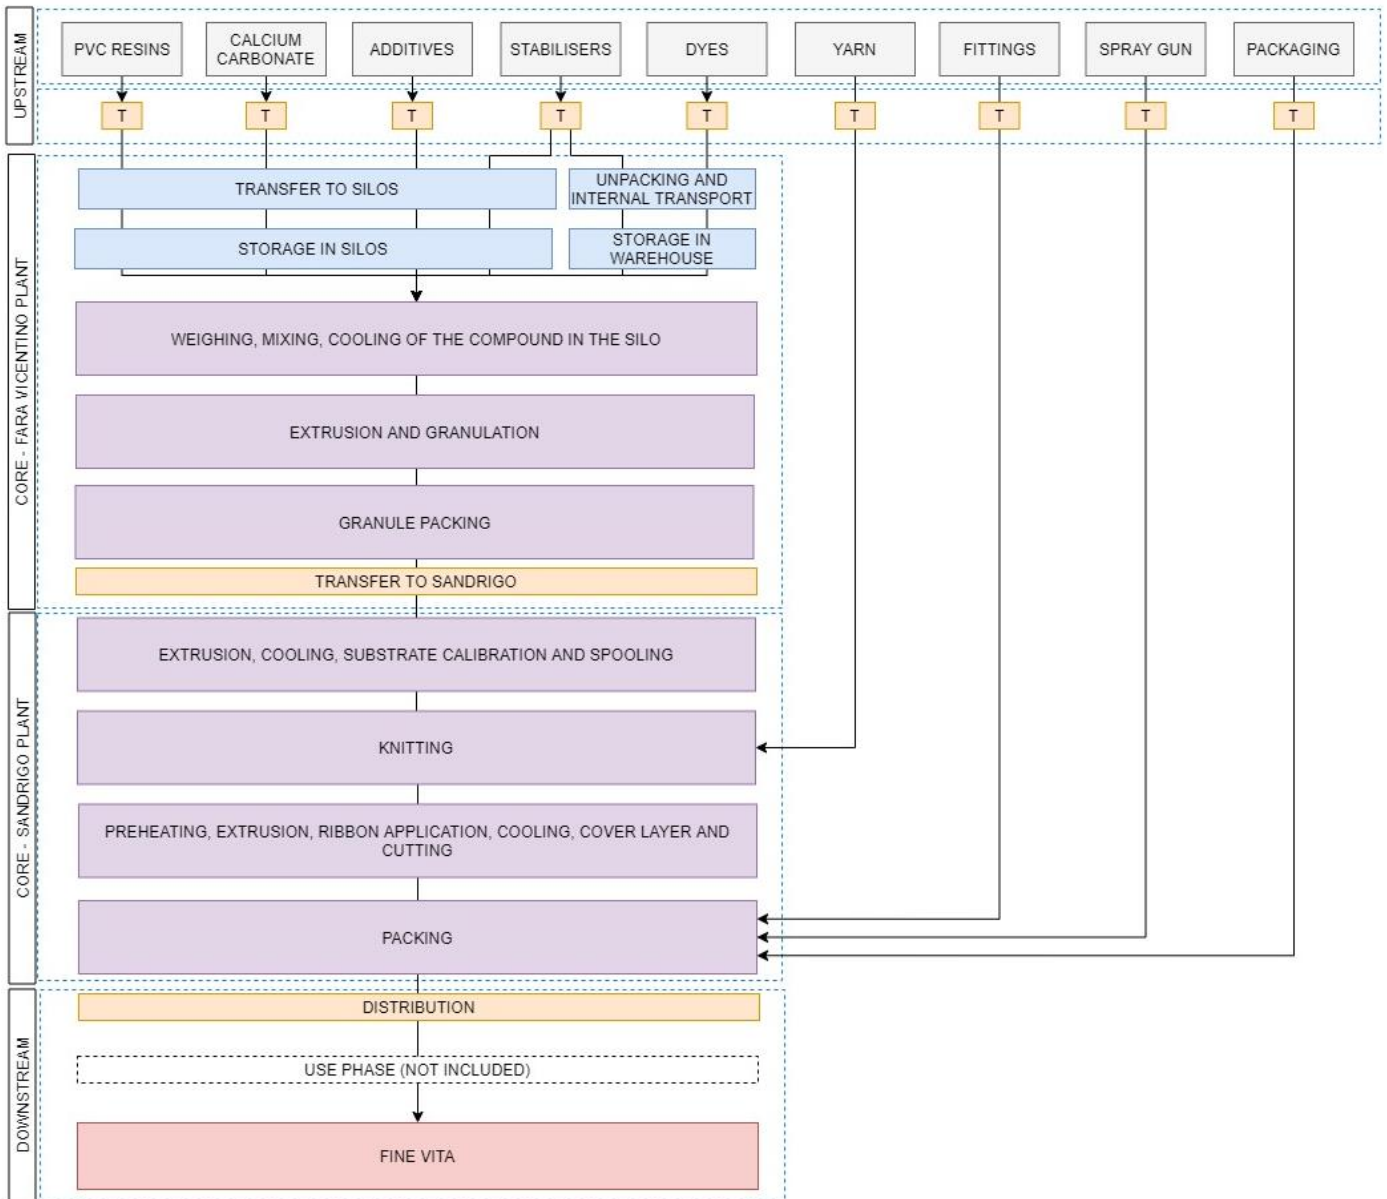 UPSTREAM
PVC RESINS
CALCIUM
CARBONATE
ADDITIVES
STABILISERS
DYES
YARN
FITTINGS
SPRAY GUN
PACKAGING
T
T
T
T
T
T
T
T
T
CORE - FARA VICENTINO PLANT
TRANSFER TO SILOS
UNPACKING AND
INTERNAL TRANSPORT
STORAGE IN SILOS
STORAGE IN
WAREHOUSE
WEIGHING, MIXING, COOLING OF THE COMPOUND IN THE SILO
EXTRUSION AND GRANULATION
GRANULE PACKING
TRANSFER TO SANDRIGO
CORE - SANDRIGO PLANT
EXTRUSION, COOLING, SUBSTRATE CALIBRATION AND SPOOLING
KNITTING
PREHEATING, EXTRUSION, RIBBON APPLICATION, COOLING, COVER LAYER AND
CUTTING
PACKING
DOWNSTREAM
DISTRIBUTION
USE PHASE (NOT INCLUDED)
FINE VITA